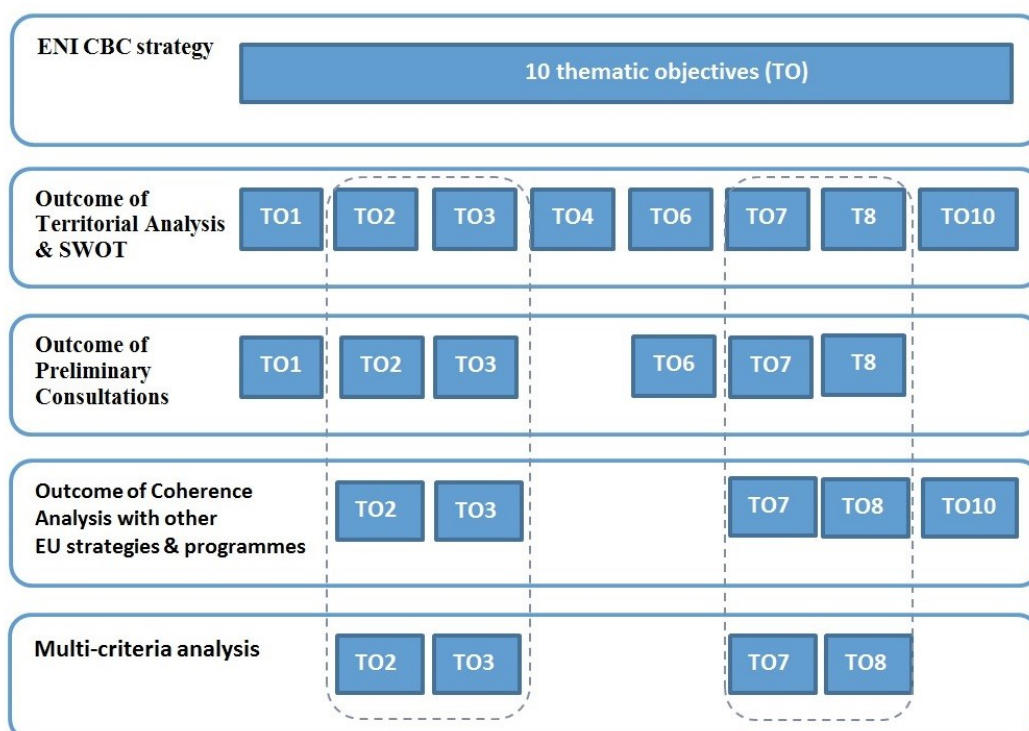 ENI CBC strategy
10 thematic objectives (TO)
Outcome of
Territorial Analysis
& SWOT
TO1
TO2
TO3
TO4
TO6
TO7
T8
TO10
Outcome of
Preliminary
Consultations
TO1
TO2
TO3
TO6
TO7
T8
Outcome of Coherence
Analysis with other
EU strategies & programmes
TO2
TO3
TO7
TO8
TO10
Multi-criteria analysis
TO2
TO3
TO7
TO8